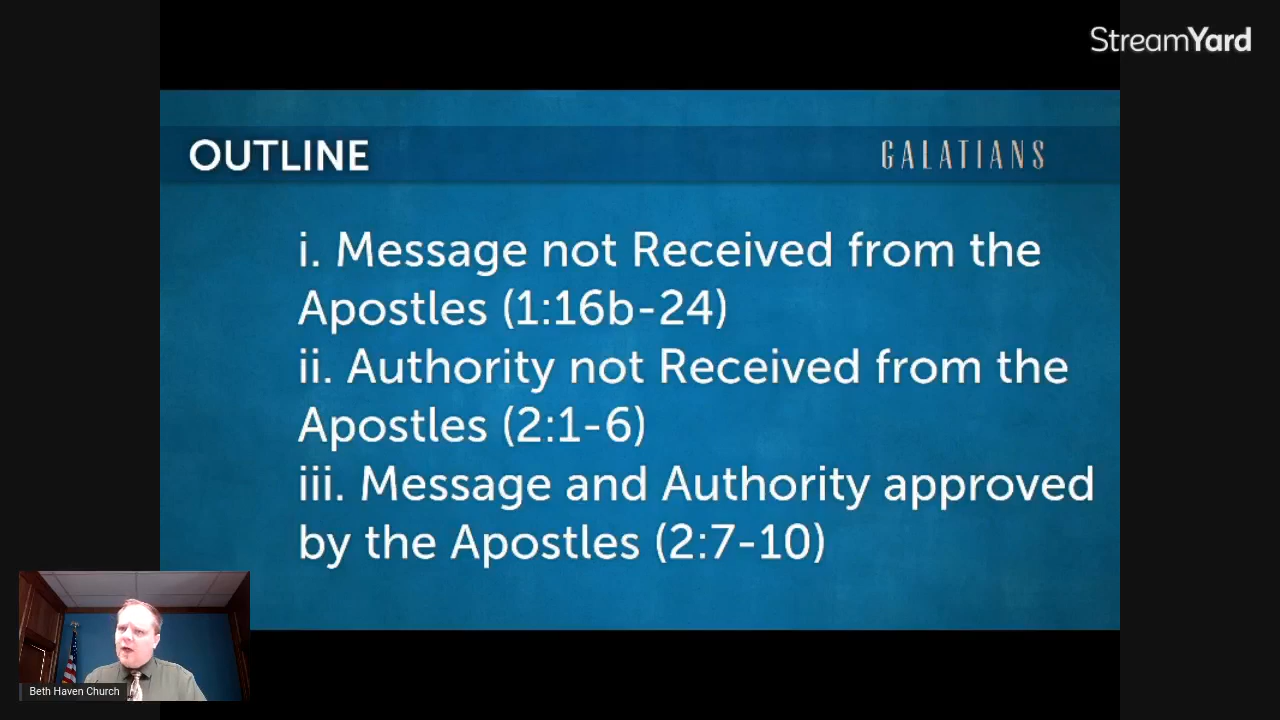 StreamYard
OUTLINE
GALATIANS
i. Message not Received from the
Apostles (1:16b-24)
ii. Authority not Received from the
Apostles (2:1-6)
iii. Message and Authority approved
by the Apostles (2:7-10)
Beth Haven Church